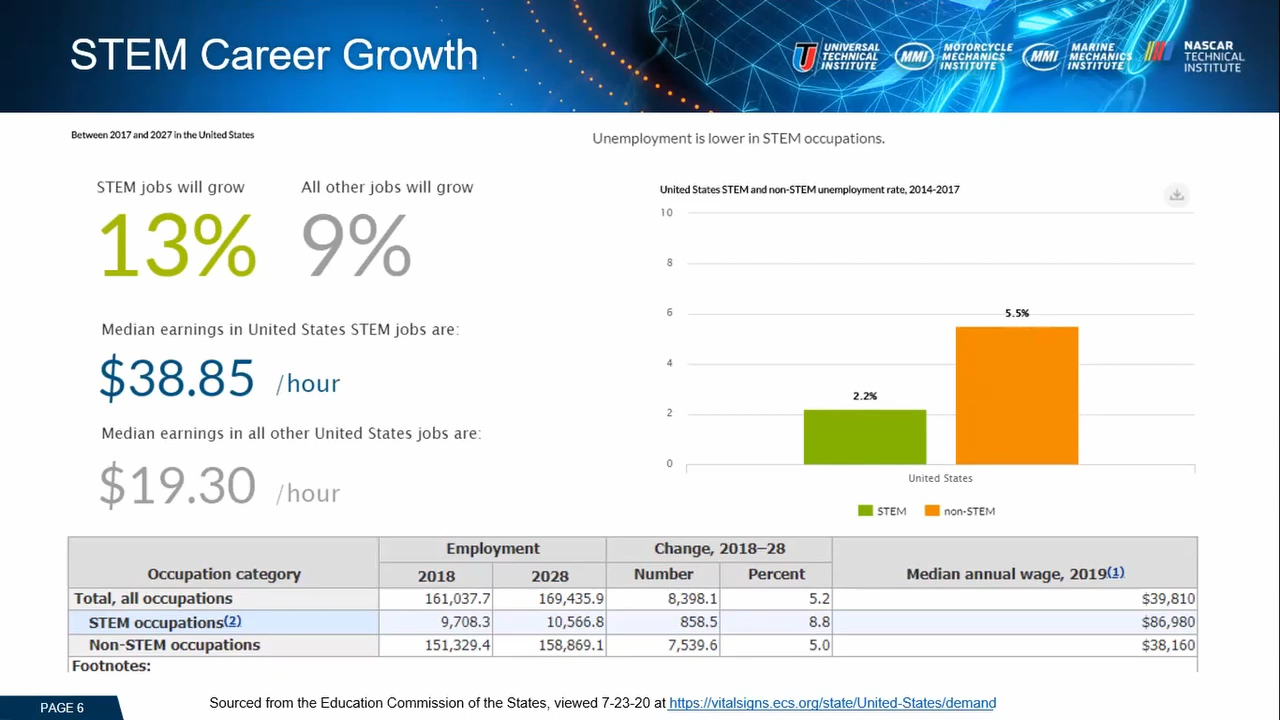 STEM Career Growth
UNIVERSAL
TECHNICAL
INSTITUTE
MMI
MOTORCYCLE
MECHANICS
INSTITUTE
MMI
MARINE
MECHANICS
INSTITUTE
NASCAR
TECHNICAL
INSTITUTE
Between 2017 and 2027 in the United States
STEM jobs will grow
13%
All other jobs will grow
9%
Median earnings in United States STEM jobs are:
$38.85 /hour
Median earnings in all other United States jobs are:
$19.30 /hour
Unemployment is lower in STEM occupations.
United States STEM and non-STEM unemployment rate, 2014-2017
10
8
6
4
2
0
2.2%
5.5%
United States
STEM non-STEM
Occupation category Employment Change, 2018–28 Median annual wage, 2019(1)
2018 2028 Number Percent
Total, all occupations 161,037.7 169,435.9 8,398.1 5.2 $39,810
STEM occupations(2) 9,708.3 10,566.8 858.5 8.8 $86,980
Non-STEM occupations 151,329.4 158,869.1 7,539.6 5.0 $38,160
Footnotes:
PAGE 6
Sourced from the Education Commission of the States, viewed 7-23-20 at https://vitalsigns.ecs.org/state/United-States/demand